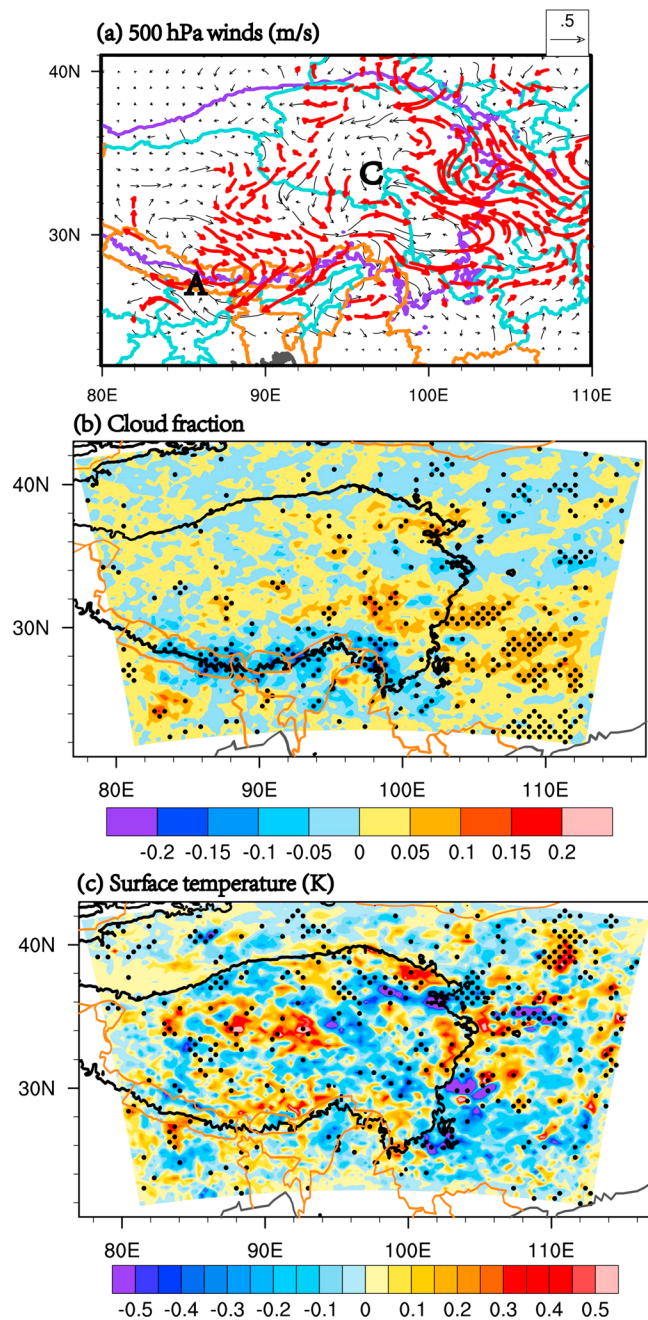 .5
(a) 500 hPa winds (m/s)
40N
C
30N
A
80E 90E 100E 110E
(b) Cloud fraction
40N
30N
80E 90E 100E 110E
-0.2 -0.15 -0.1 -0.05 0 0.05 0.1 0.15 0.2
(c) Surface temperature (K)
40N
30N
80E 90E 100E 110E
-0.5 -0.4 -0.3 -0.2 -0.1 0 0.1 0.2 0.3 0.4 0.5